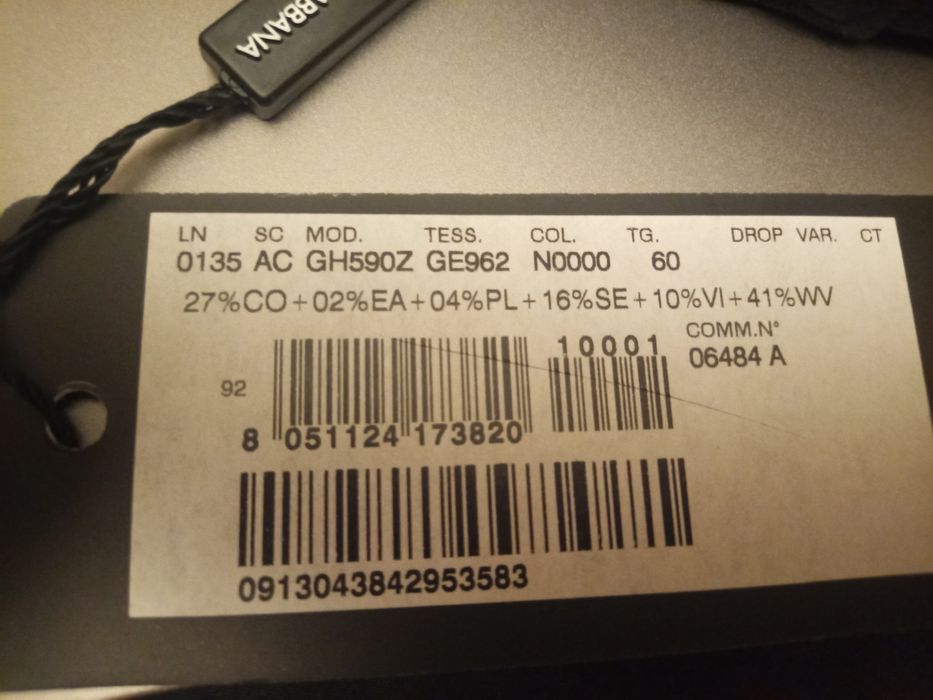 ABBANA
LN SC MOD. TESS. COL. TG. DROP VAR. CT
0135 AC GH590Z GE962 N0000 60
27%CO+02%EA+04%PL+16%SE+10%VI+41%WV
COMM.N°
06484 A
10001
92
8 051124 173820
0913043842953583